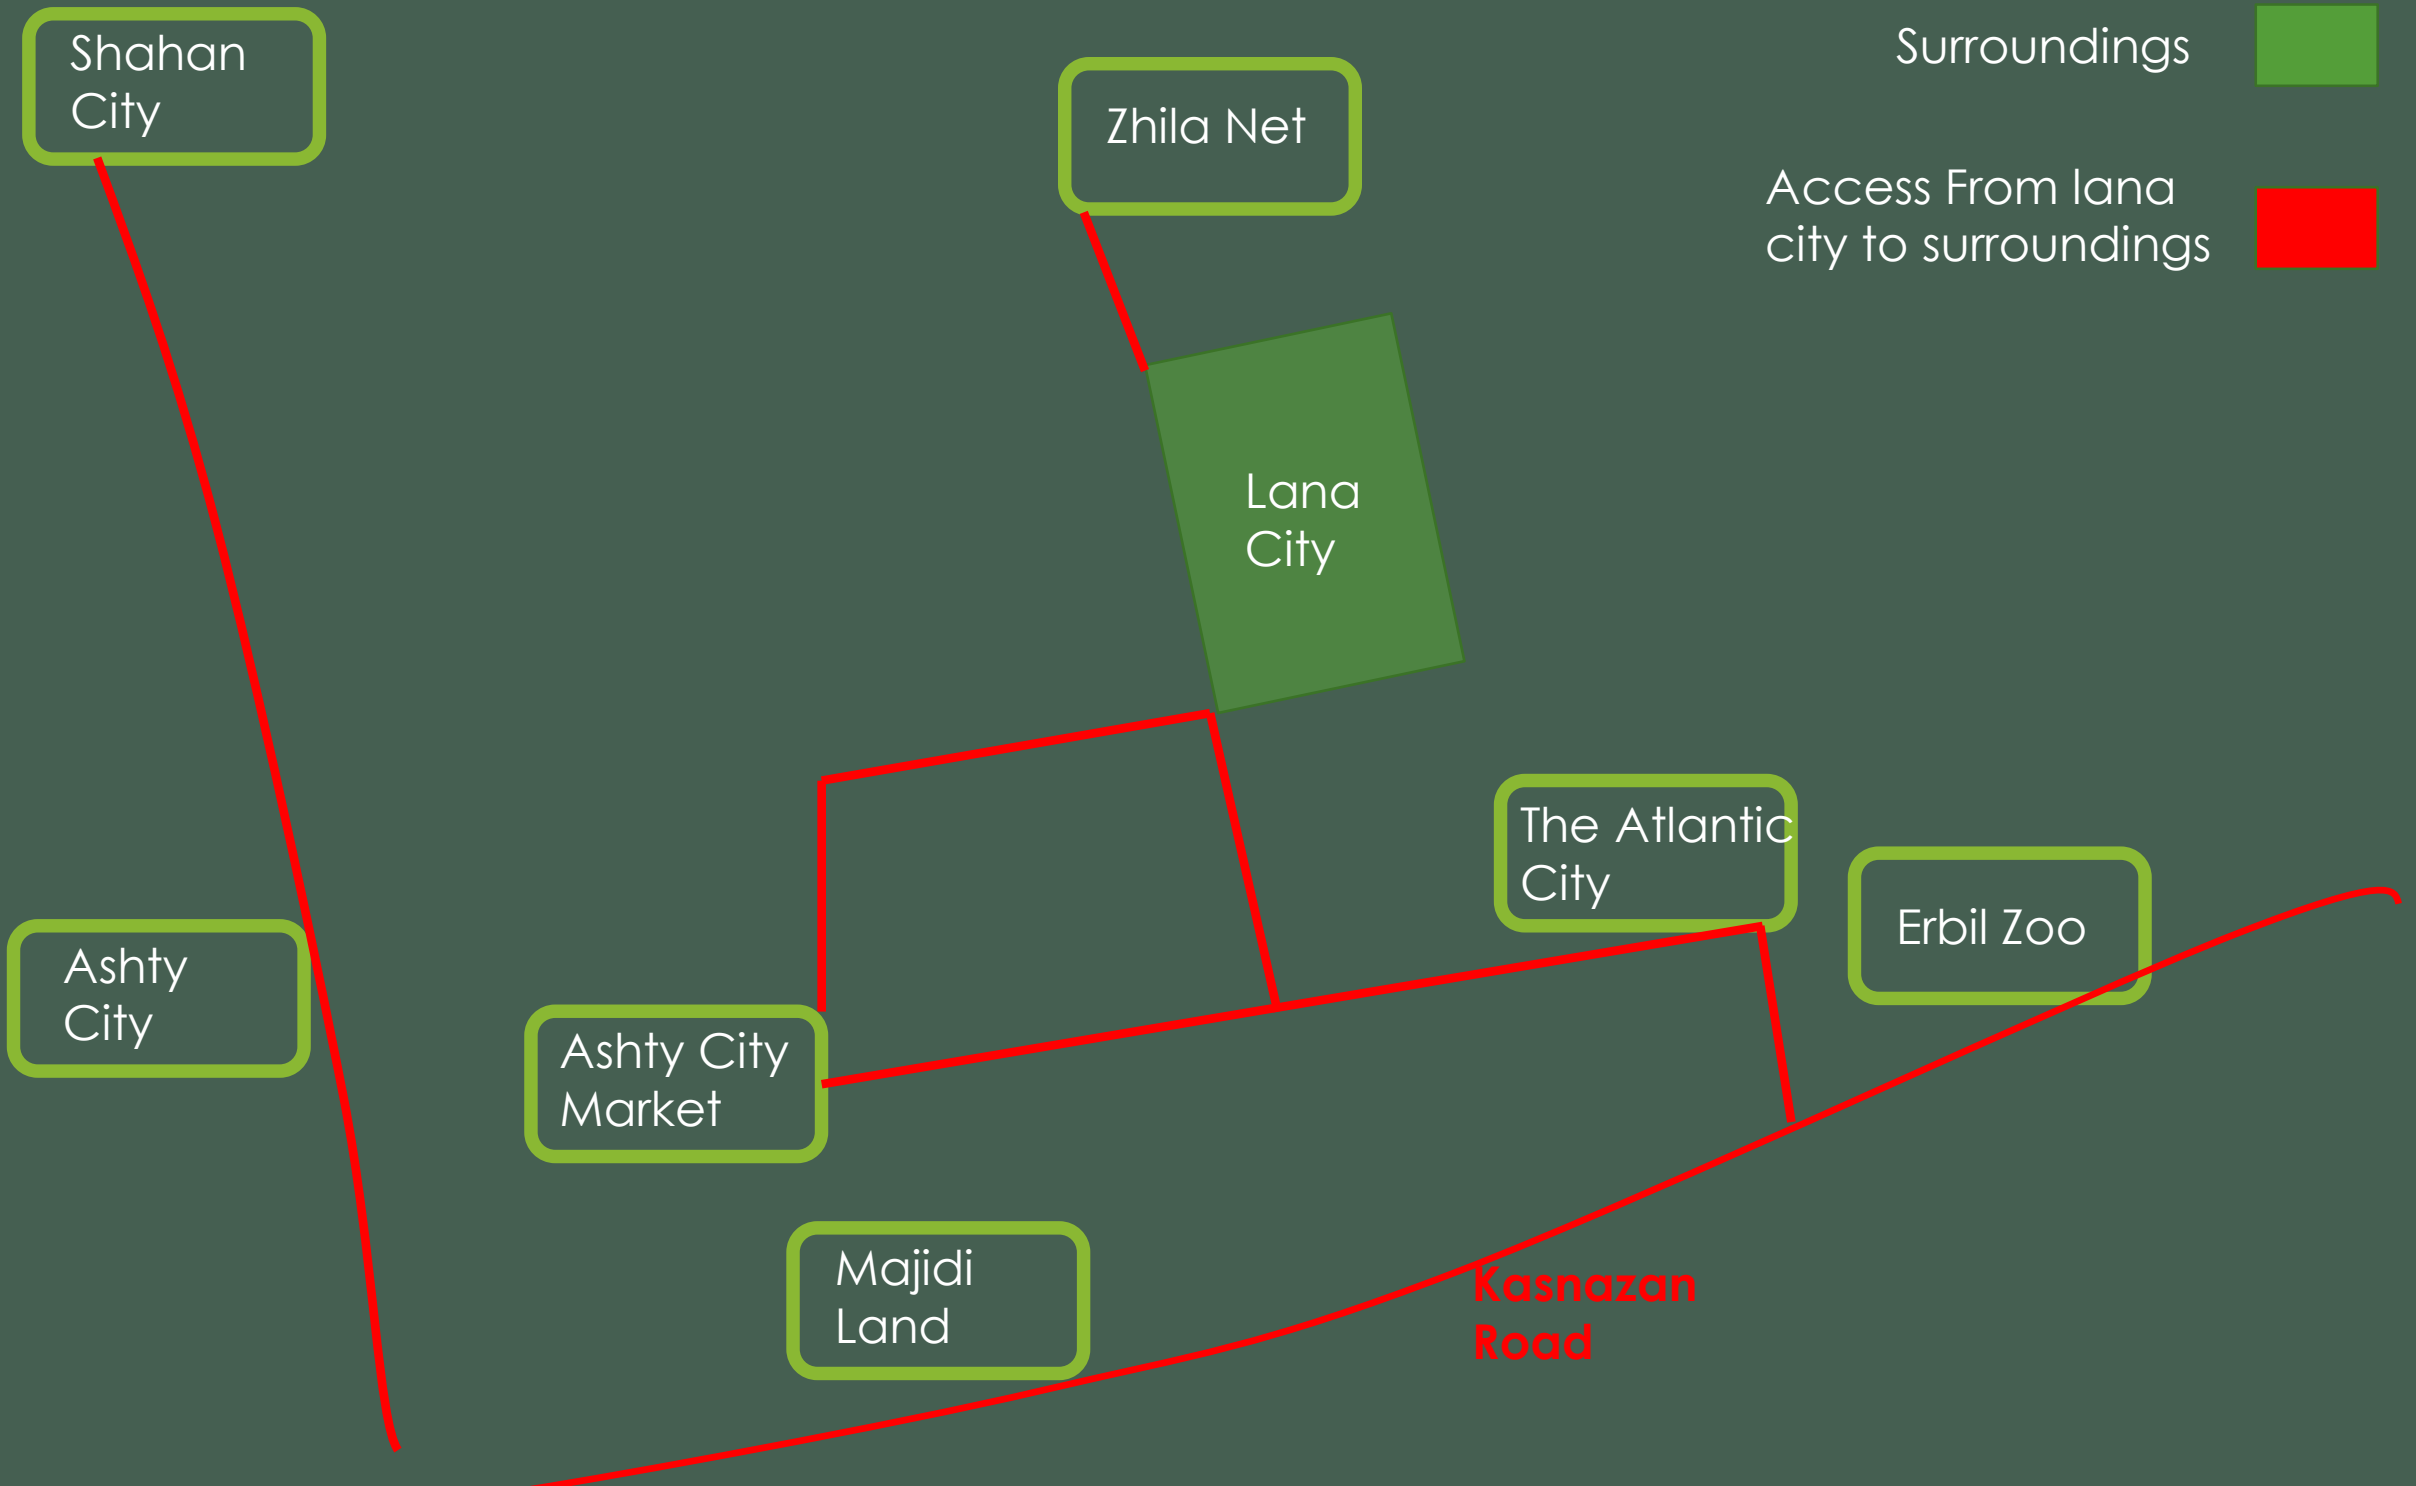 Shahan
City
Zhila Net
Surroundings
Access From lana
city to surroundings
Lana
City
The Atlantic
City
Erbil Zoo
Ashty
City
Ashty City
Market
Majidi
Land
Kasnazan
Road